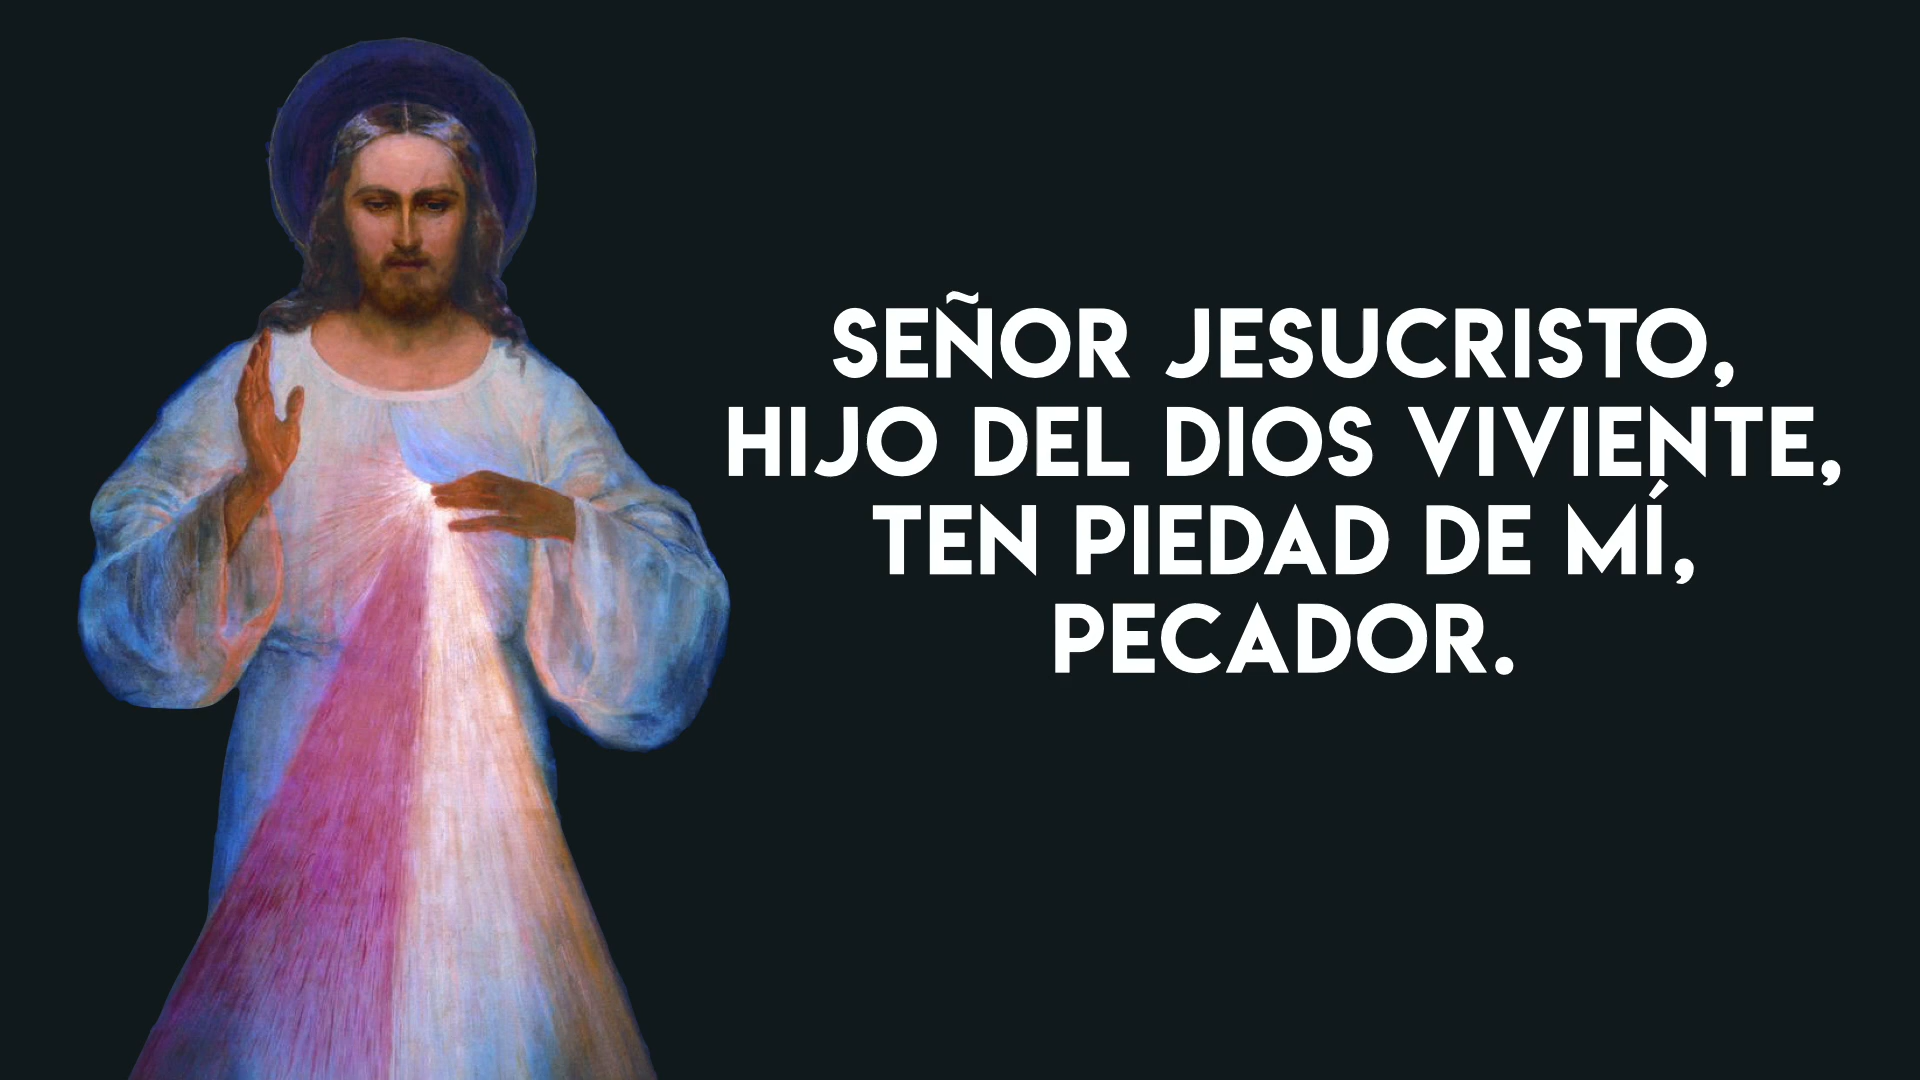 SEÑOR JESUCRISTO,
HIJO DEL DIOS VIVIENTE,
TEN PIEDAD DE MÍ,
PECADOR.